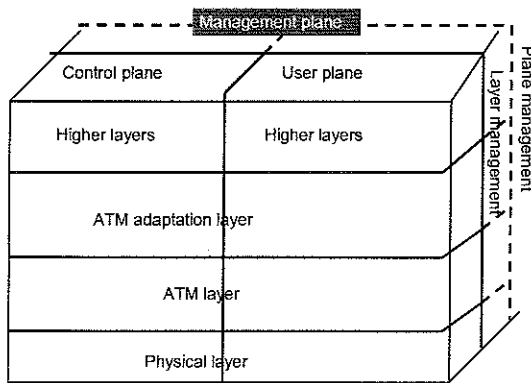 Management plane
Control plane
User plane
Higher layers
Higher layers
ATM adaptation layer
ATM layer
Physical layer
Layer management
Plane management